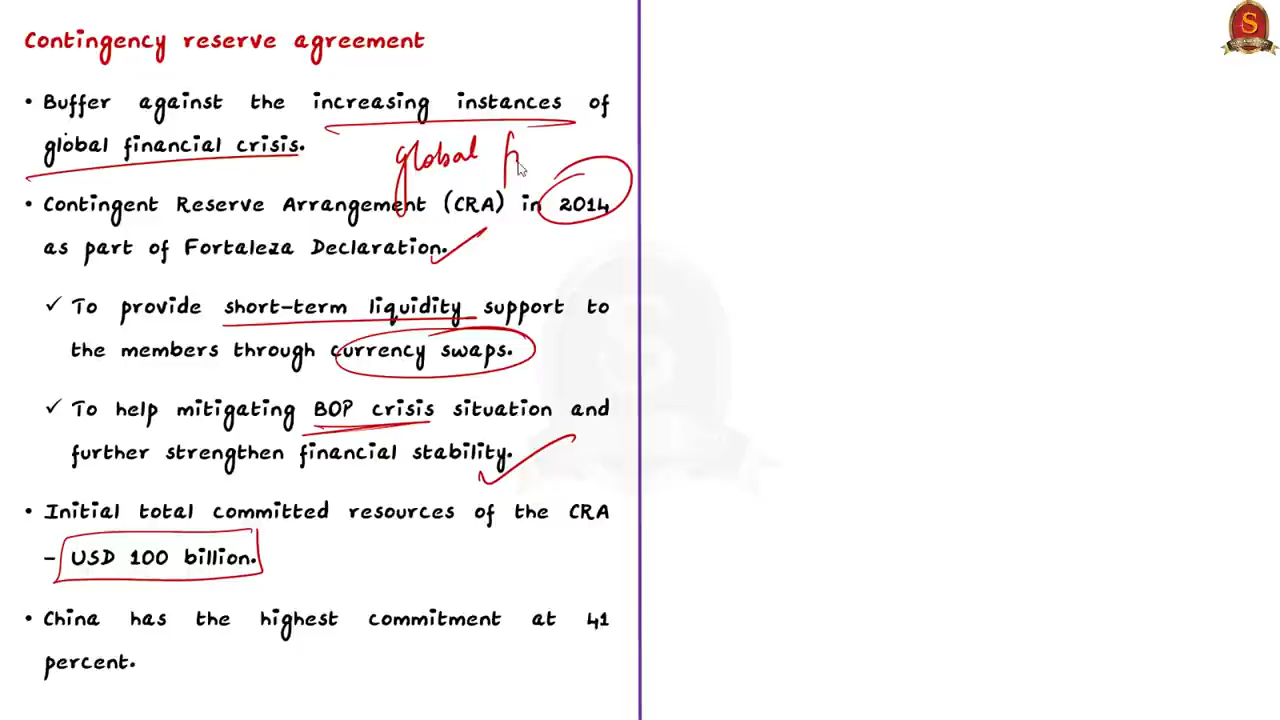 Contingency reserve agreement
• Buffer against the increasing instances of
global financial crisis.
global f
• Contingent Reserve Arrangement (CRA) in 2014
as part of Fortaleza Declaration.
✓ To provide short-term liquidity support to
the members through currency swaps.
✓ To help mitigating BOP crisis situation and
further strengthen financial stability.
• Initial total committed resources of the CRA
- USD 100 billion.
• China has the highest commitment at 41
percent.
S